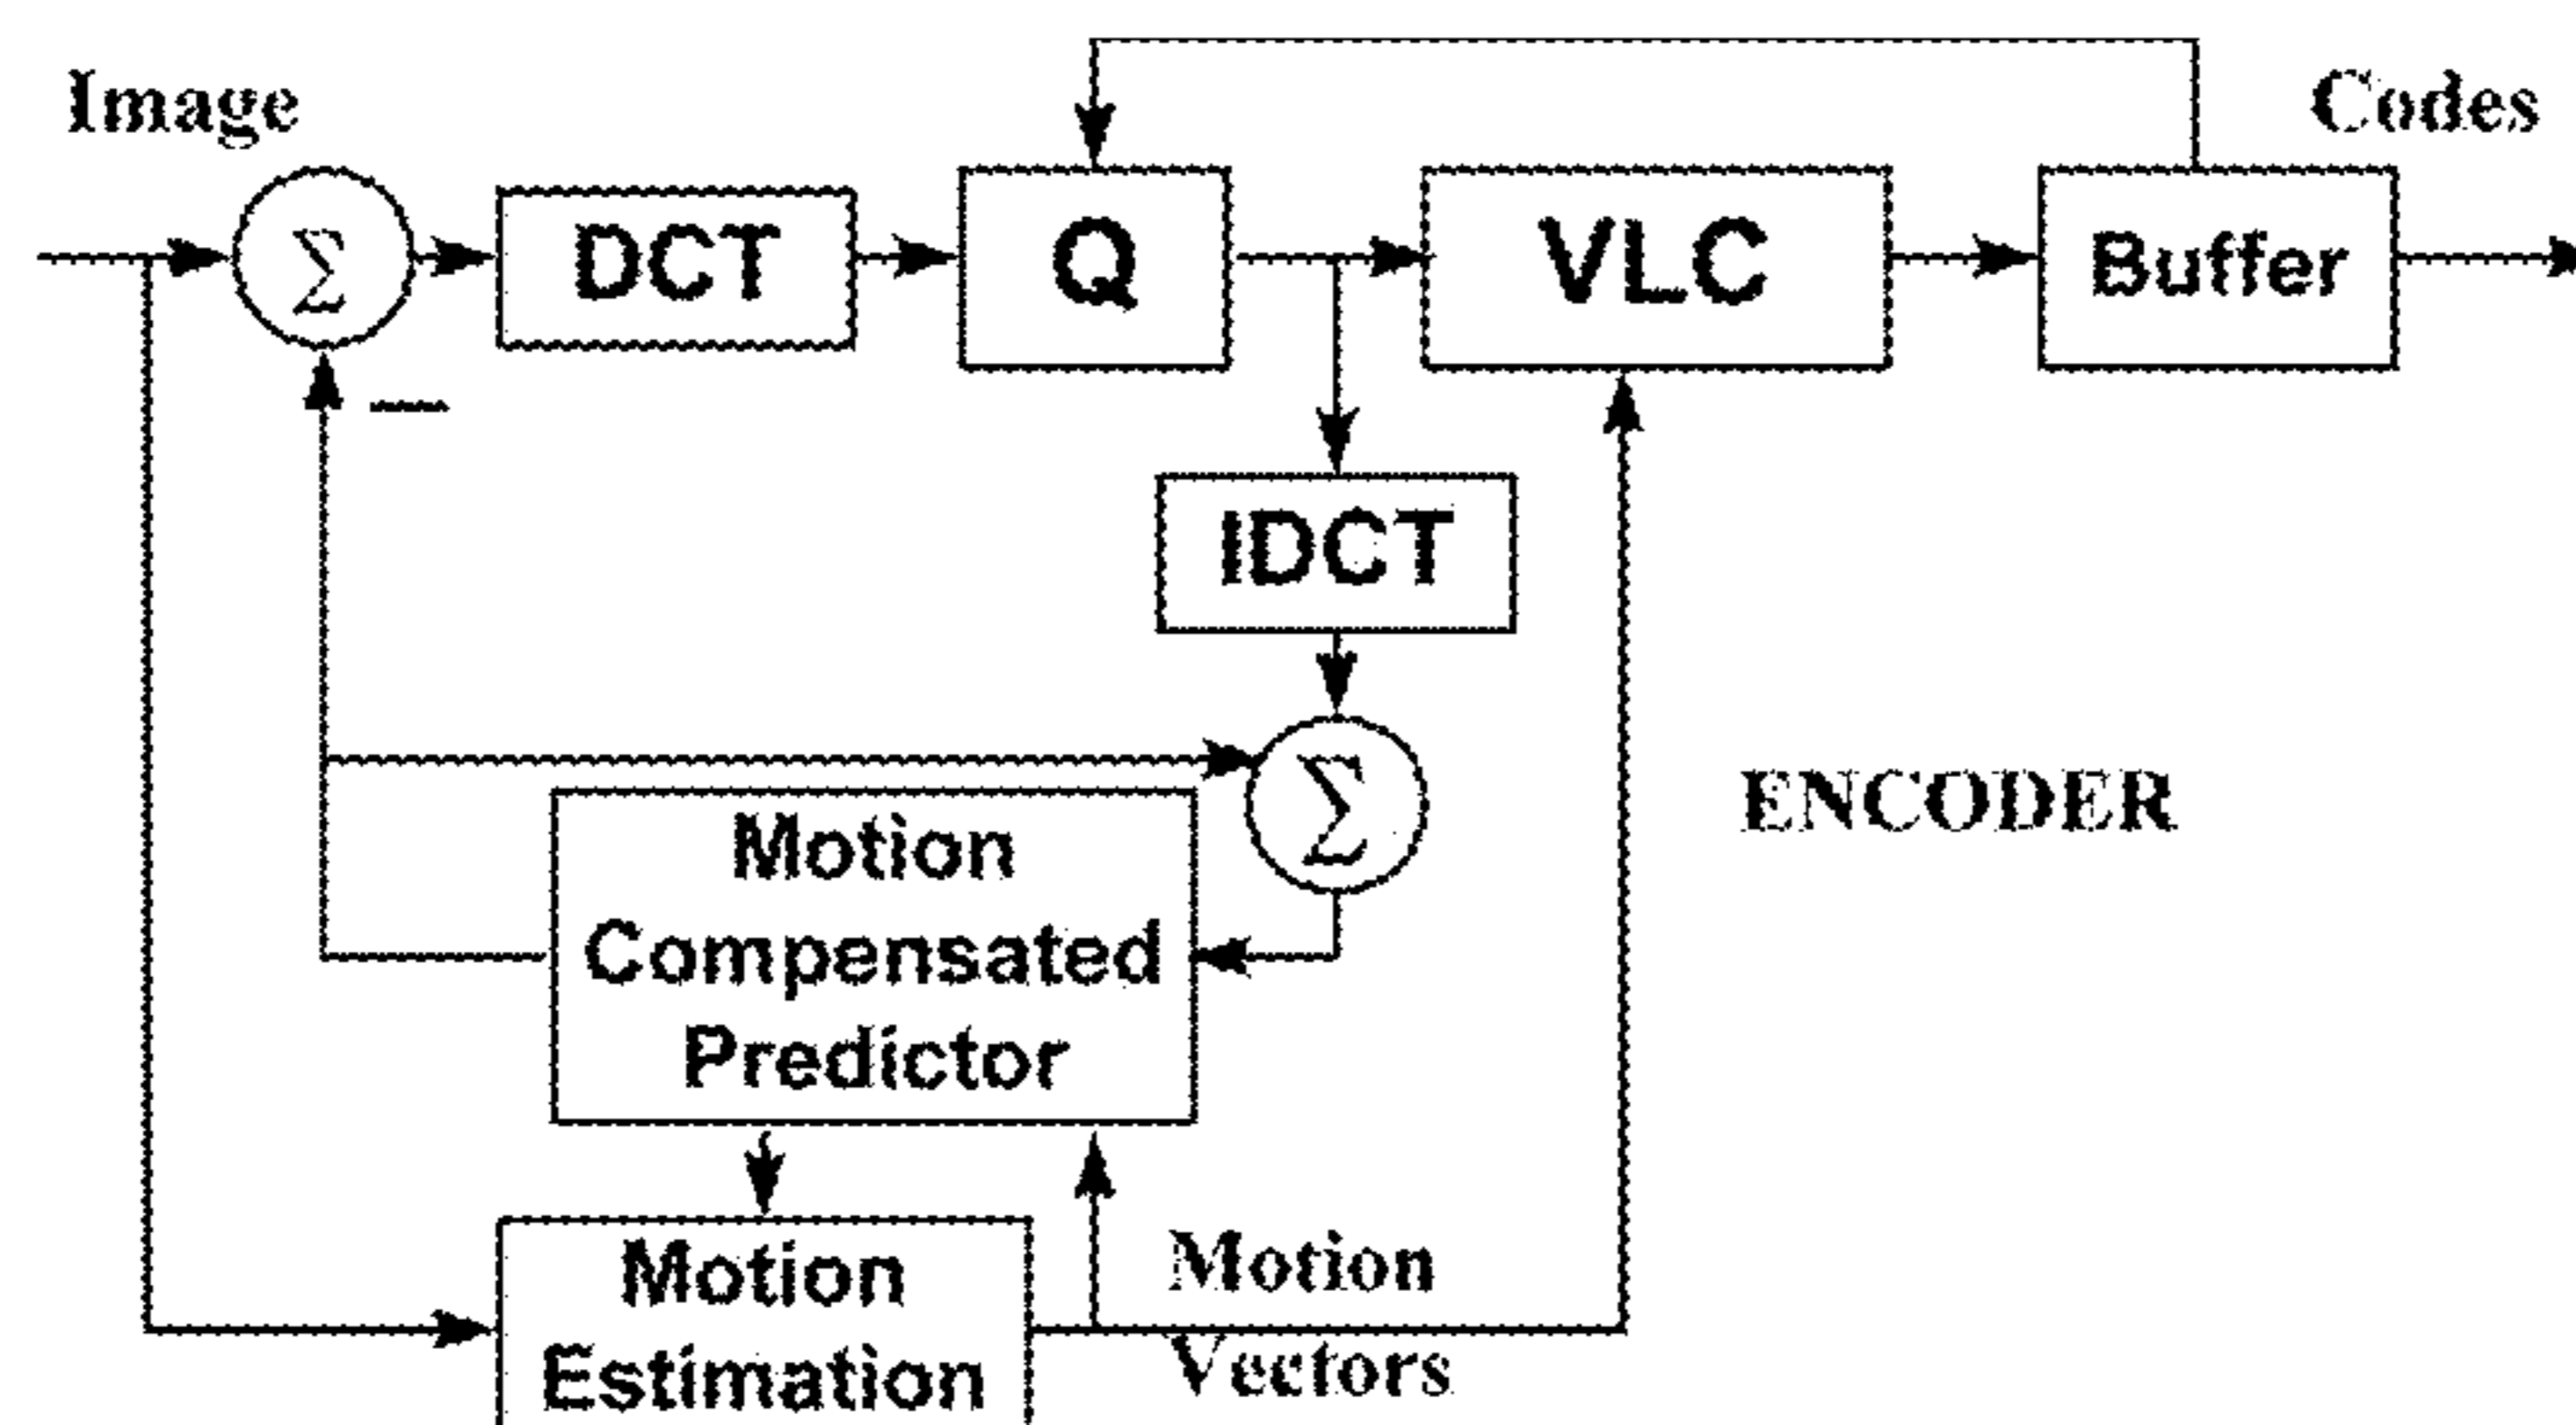 Image
Codes
Σ
DCT
Q
VLC
Buffer
—
IDCT
Σ
ENCODER
Motion
Compensated
Predictor
Motion
Estimation
Motion
Vectors